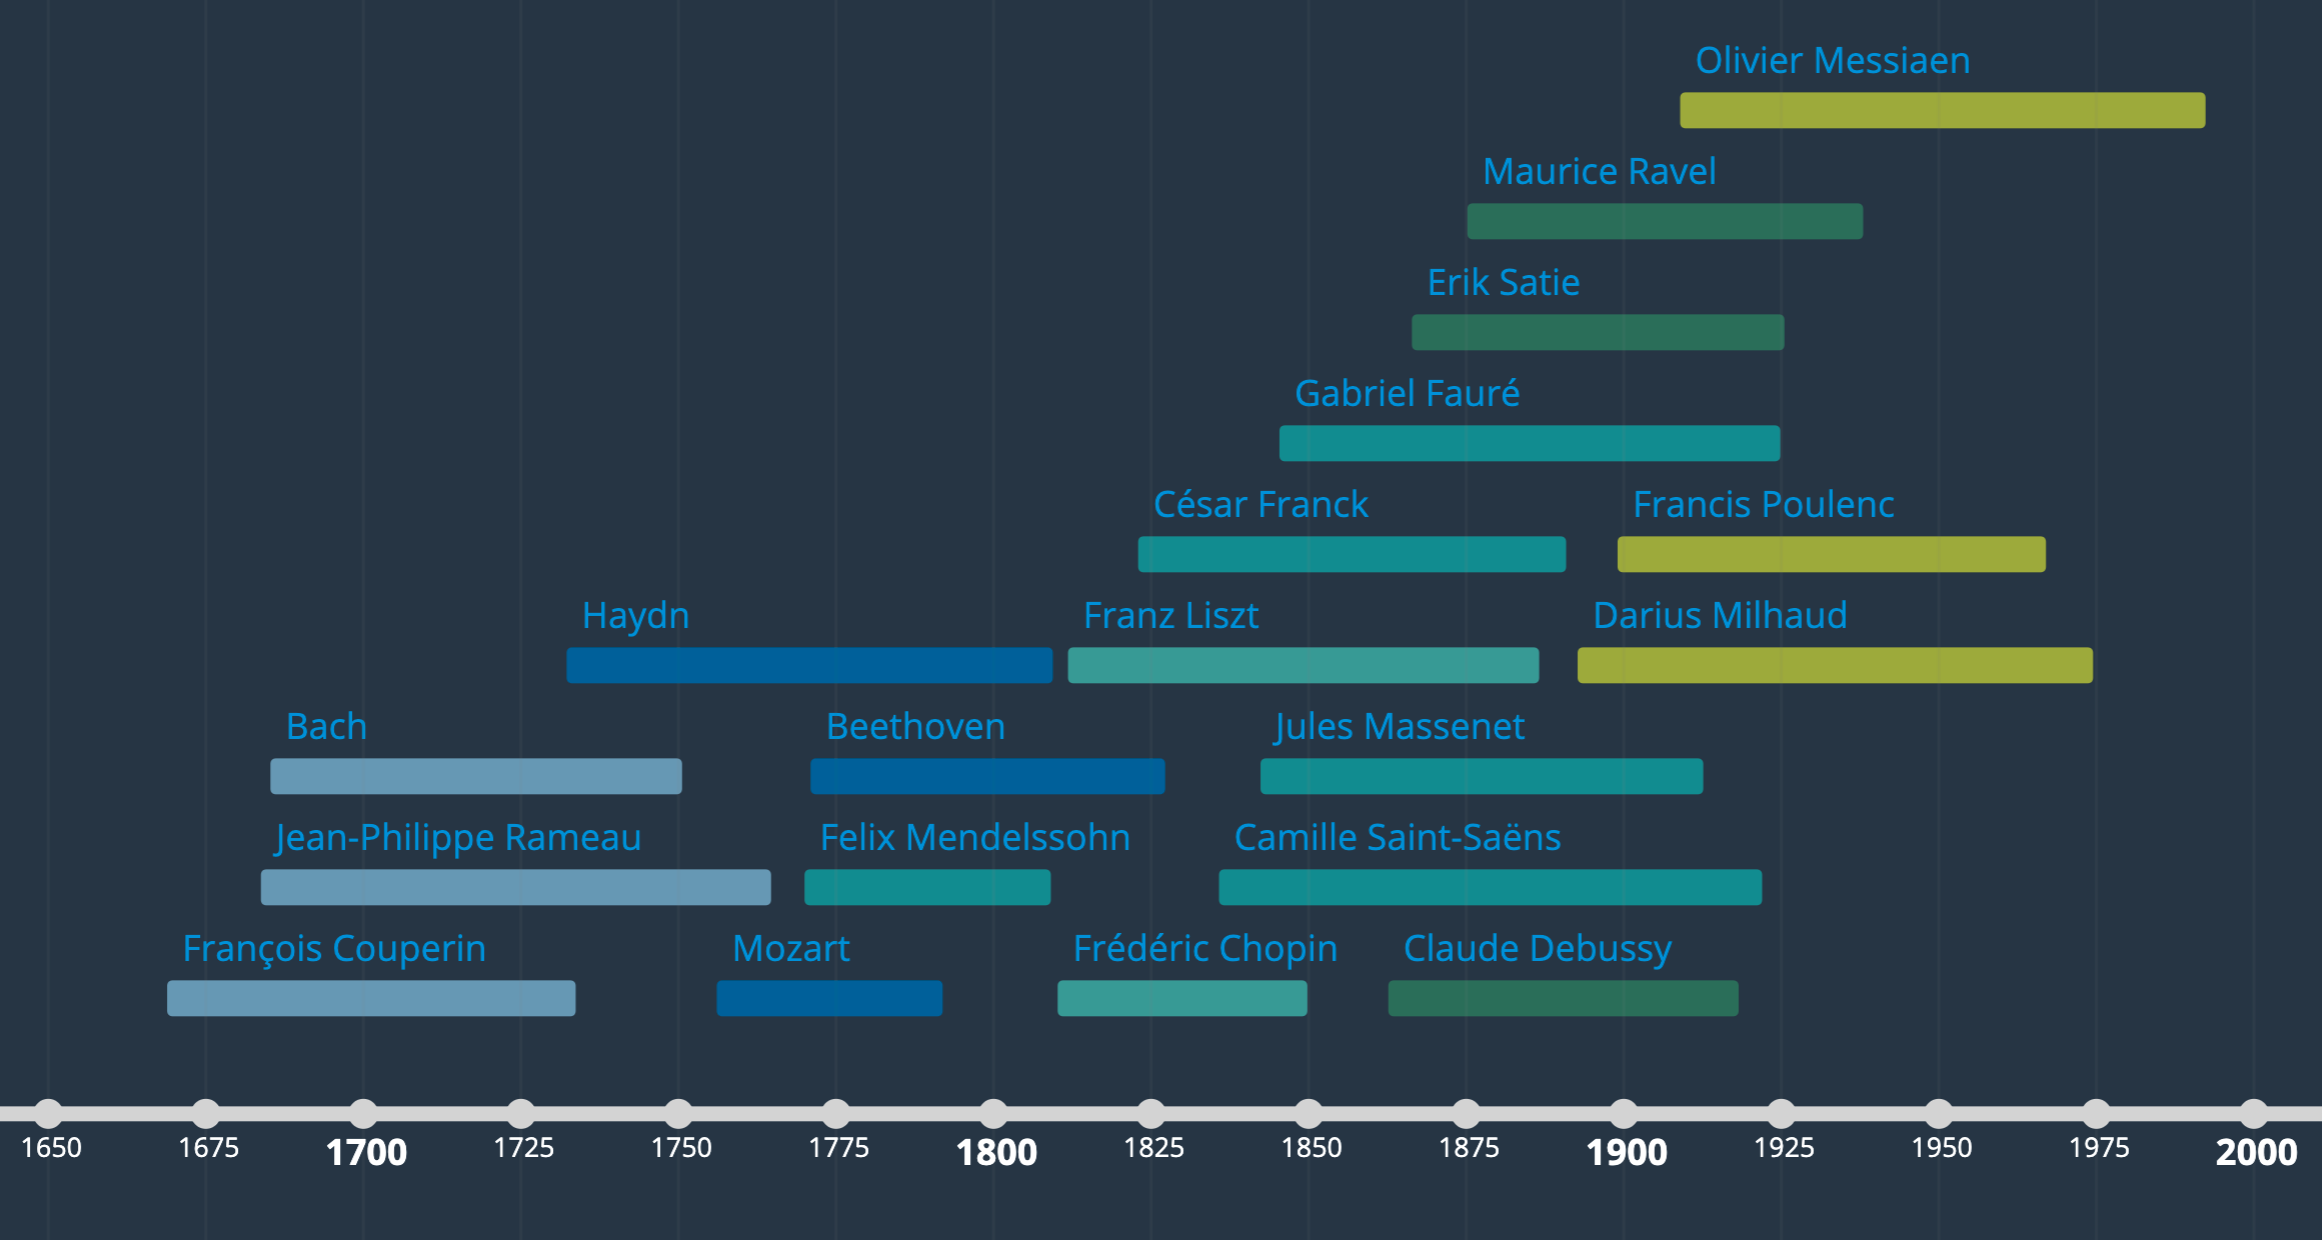 Olivier Messiaen
Maurice Ravel
Erik Satie
Gabriel Fauré
César Franck
Francis Poulenc
Haydn
Franz Liszt
Darius Milhaud
Bach
Beethoven
Jules Massenet
Jean-Philippe Rameau
Felix Mendelssohn
Camille Saint-Saëns
François Couperin
Mozart
Frédéric Chopin
Claude Debussy
1650 1675 1700 1725 1750 1775 1800 1825 1850 1875 1900 1925 1950 1975 2000